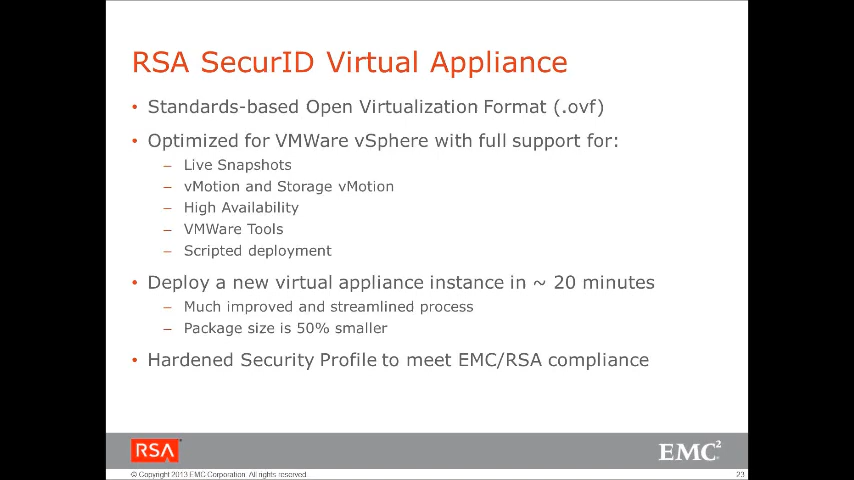 RSA SecurID Virtual Appliance
• Standards-based Open Virtualization Format (.ovf)
• Optimized for VMWare vSphere with full support for:
– Live Snapshots
– vMotion and Storage vMotion
– High Availability
– VMWare Tools
– Scripted deployment
• Deploy a new virtual appliance instance in ~ 20 minutes
– Much improved and streamlined process
– Package size is 50% smaller
• Hardened Security Profile to meet EMC/RSA compliance
RSA
EMC²
© Copyright 2013 EMC Corporation. All rights reserved.
23